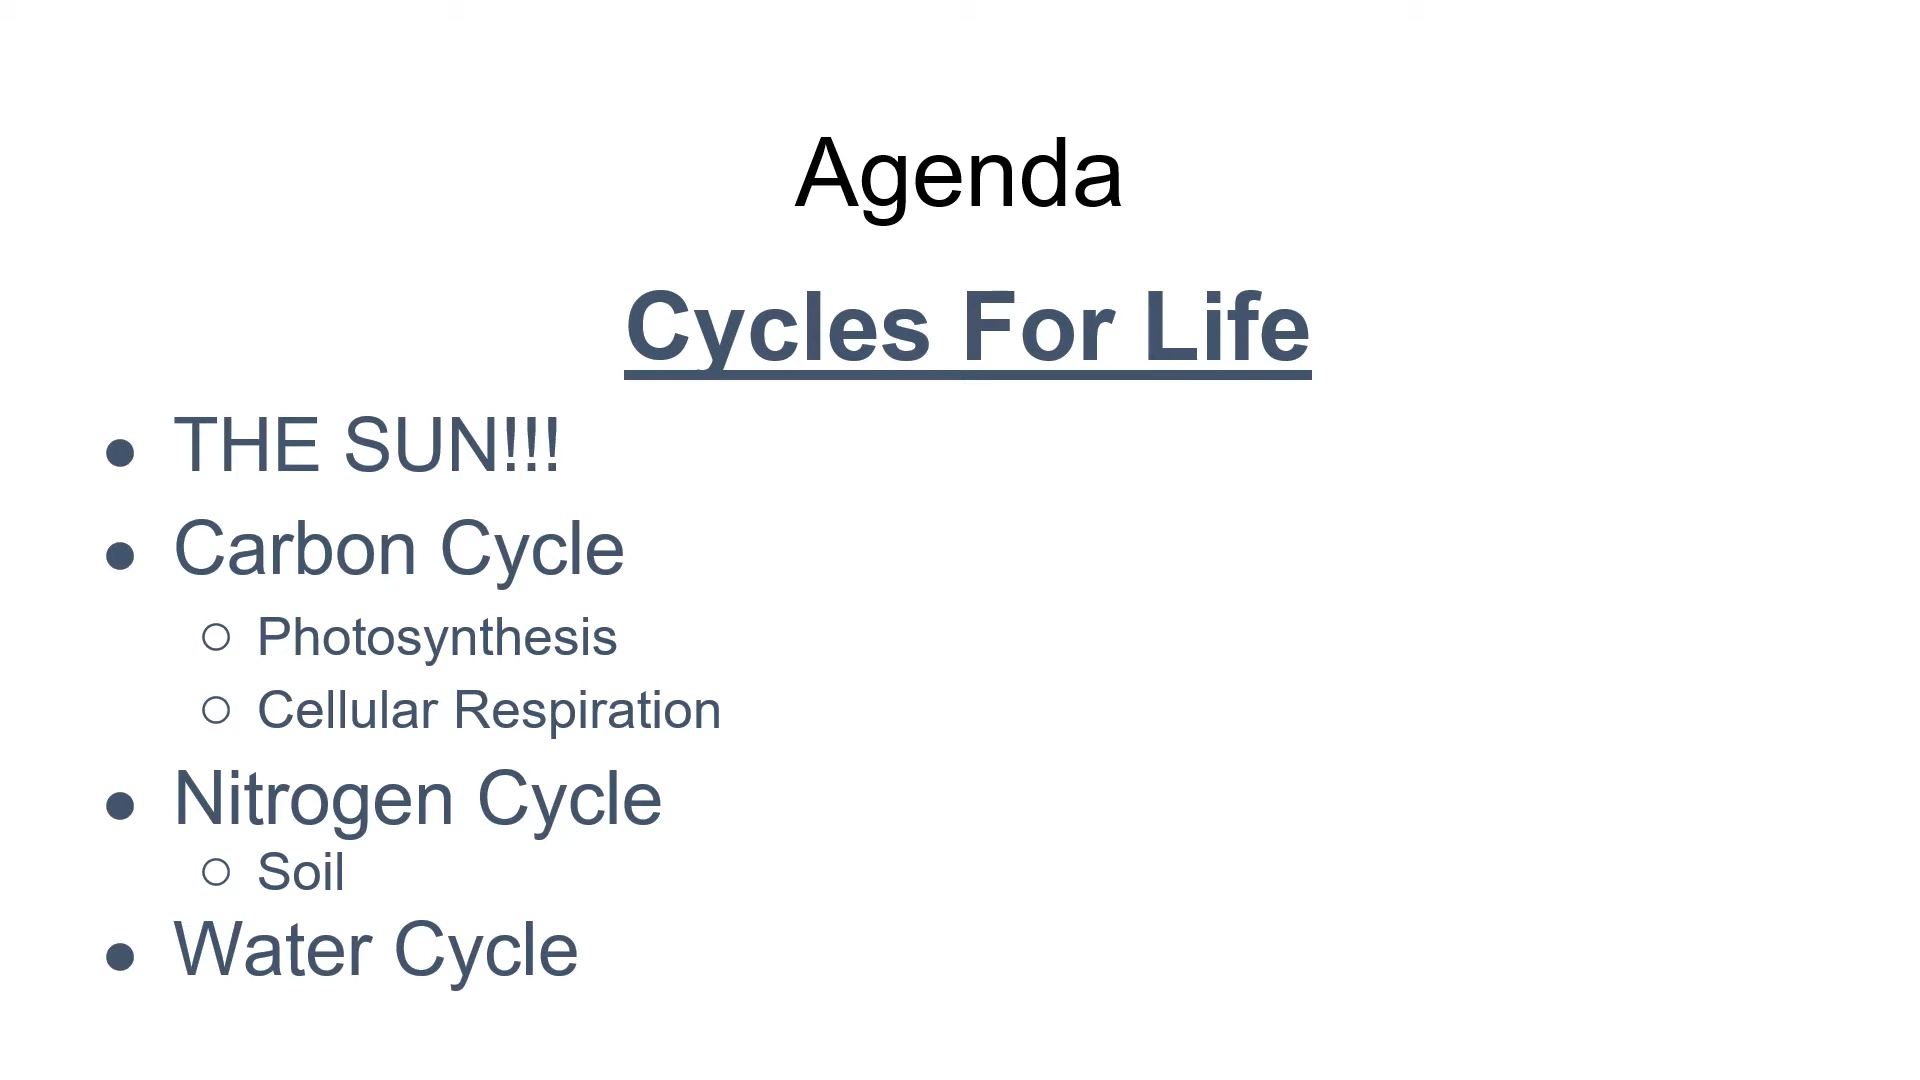 Agenda
Cycles For Life
● THE SUN!!!
● Carbon Cycle
○ Photosynthesis
○ Cellular Respiration
● Nitrogen Cycle
○ Soil
● Water Cycle